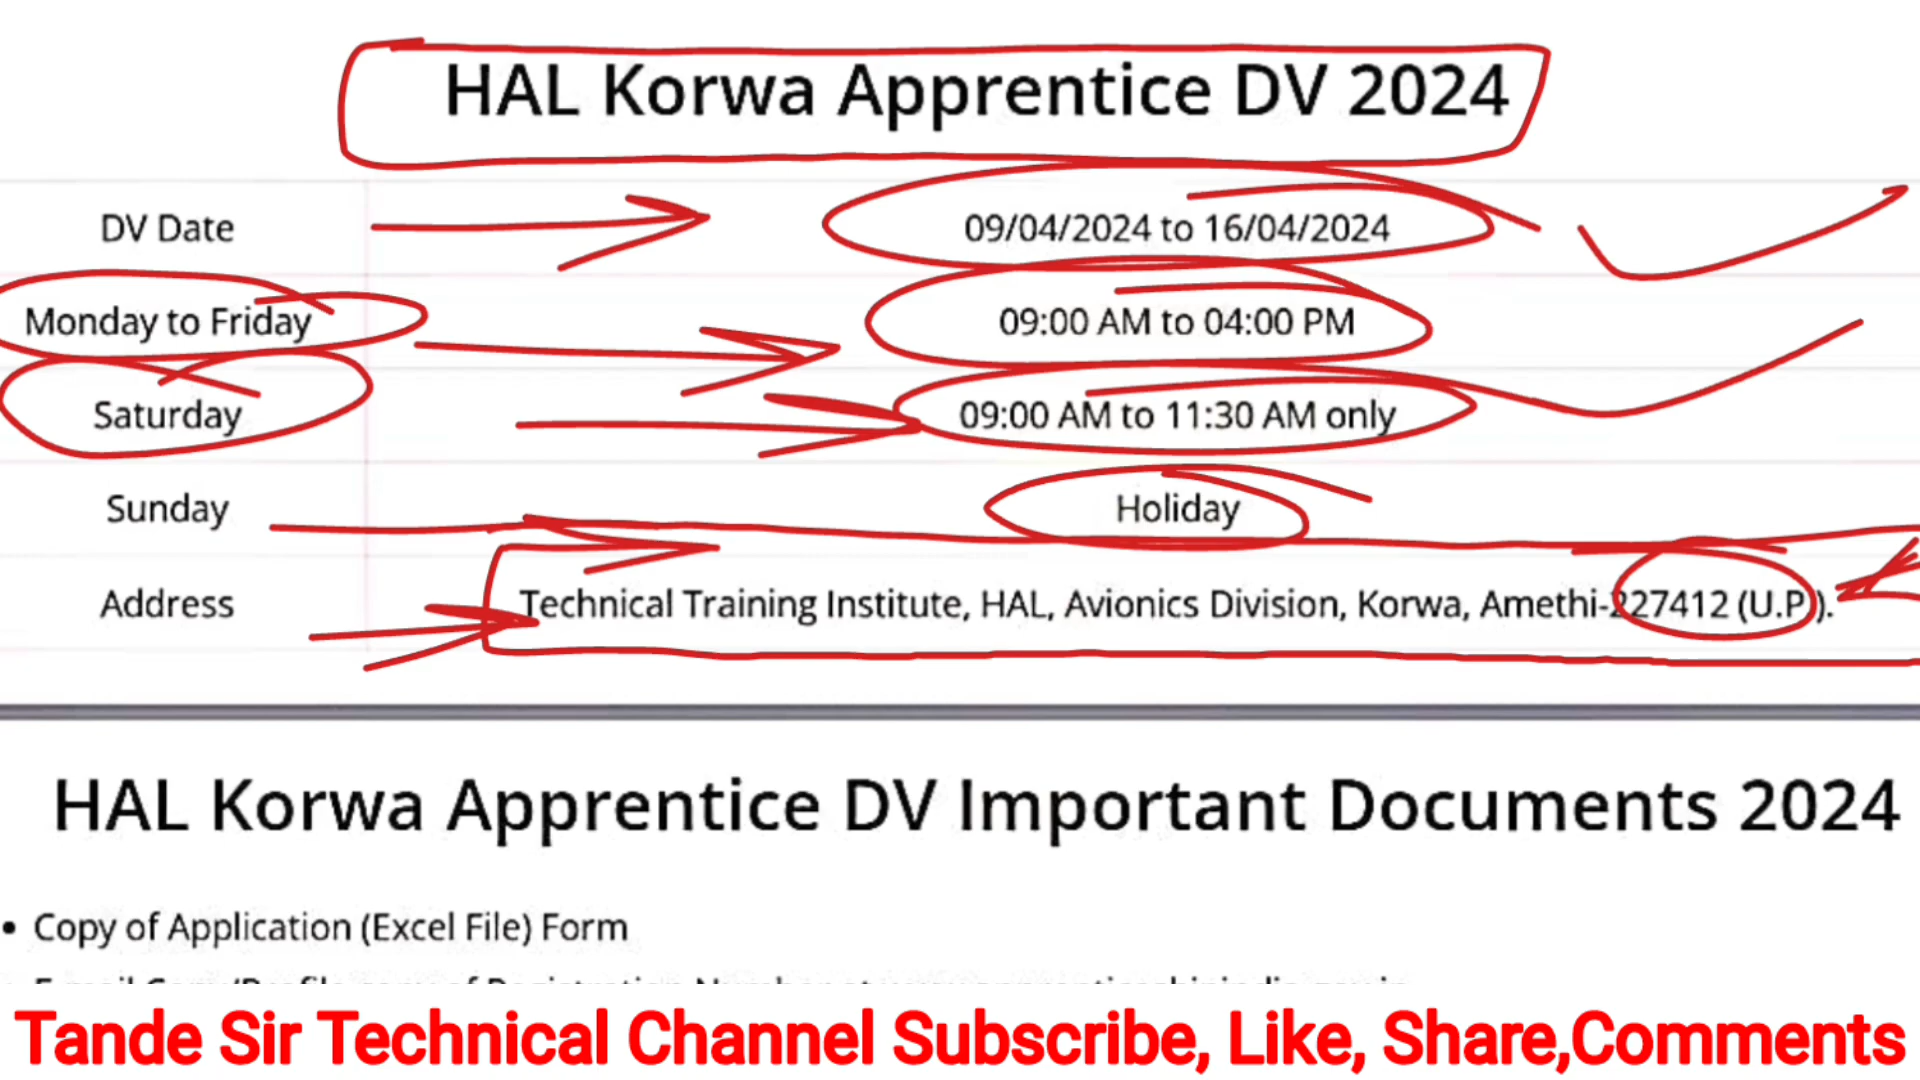 HAL Korwa Apprentice DV 2024
DV Date 09/04/2024 to 16/04/2024
Monday to Friday 09:00 AM to 04:00 PM
Saturday 09:00 AM to 11:30 AM only
Sunday Holiday
Address Technical Training Institute, HAL, Avionics Division, Korwa, Amethi-227412 (U.P.).
HAL Korwa Apprentice DV Important Documents 2024
• Copy of Application (Excel File) Form
Tande Sir Technical Channel Subscribe, Like, Share,Comments